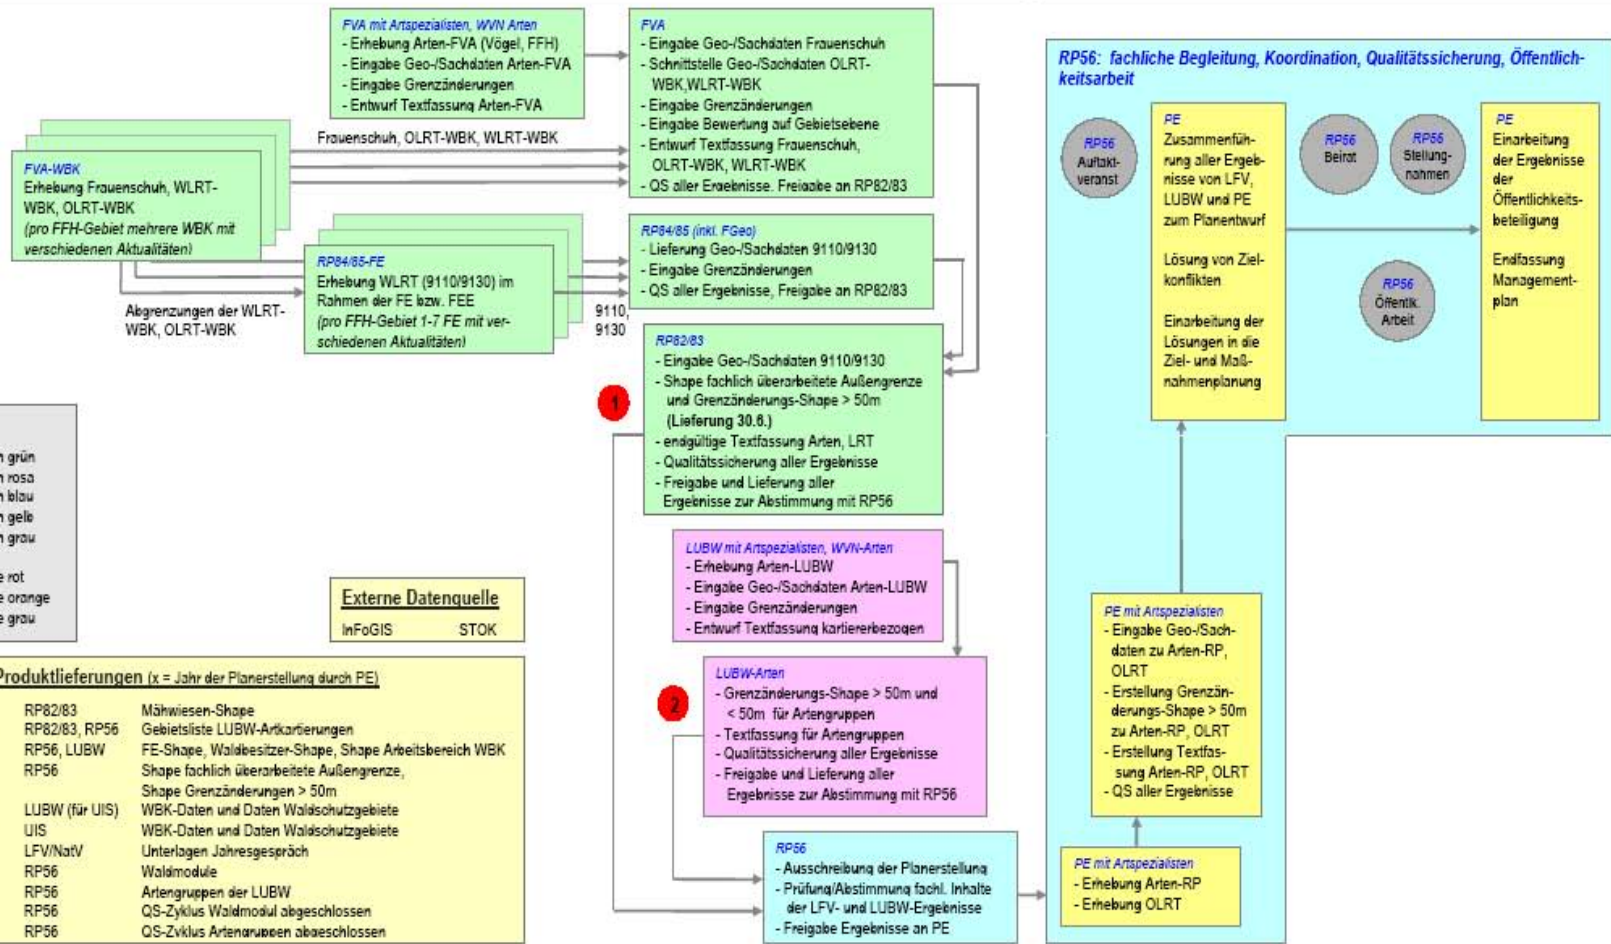 FVA mit Artspezialisten, WVN Arten
- Erhebung Arten-FVA (Vögel, FFH)
- Eingabe Geo-/Sachdaten Arten-FVA
- Eingabe Grenzänderungen
- Entwurf Textfassung Arten-FVA
FVA
- Eingabe Geo-/Sachdaten Frauenschuh
- Schnittstelle Geo-/Sachdaten OLRT-
WBK,WLRT-WBK
- Eingabe Grenzänderungen
- Eingabe Bewertung auf Gebietsebene
- Entwurf Textfassung Frauenschuh,
OLRT-WBK, WLRT-WBK
- QS aller Ergebnisse. Freigabe an RP82/83
Frauenschuh, OLRT-WBK, WLRT-WBK
FVA-WBK
Erhebung Frauenschuh, WLRT-
WBK, OLRT-WBK
(pro FFH-Gebiet mehrere WBK mit
verschiedenen Aktualitäten)
Abgrenzungen der WLRT-
WBK, OLRT-WBK
RP84/85-FE
Erhebung WLRT (9110/9130) im
Rahmen der FE bzw. FEE
(pro FFH-Gebiet 1-7 FE mit ver-
schiedenen Aktualitäten)
9110,
9130
RP84/85 (inkl. FGeo)
- Lieferung Geo-/Sachdaten 9110/9130
- Eingabe Grenzänderungen
- QS aller Ergebnisse, Freigabe an RP82/83
1
RP82/83
- Eingabe Geo-/Sachdaten 9110/9130
- Shape fachlich überarbeitete Außengrenze
und Grenzänderungs-Shape > 50m
(Lieferung 30.6.)
- endgültige Textfassung Arten, LRT
- Qualitätssicherung aller Ergebnisse
- Freigabe und Lieferung aller
Ergebnisse zur Abstimmung mit RP56
LUBW mit Artspezialisten, WVN-Arten
- Erhebung Arten-LUBW
- Eingabe Geo-/Sachdaten Arten-LUBW
- Eingabe Grenzänderungen
- Entwurf Textfassung kartiererbezogen
2
LUBW-Arten
- Grenzänderungs-Shape > 50m und
< 50m für Artengruppen
- Textfassung für Artengruppen
- Qualitätssicherung aller Ergebnisse
- Freigabe und Lieferung aller
Ergebnisse zur Abstimmung mit RP56
RP56
- Ausschreibung der Planerstellung
- Prüfung/Abstimmung fachl. Inhalte
der LFV- und LUBW-Ergebnisse
- Freigabe Ergebnisse an PE
RP56: fachliche Begleitung, Koordination, Qualitätssicherung, Öffentlich-
keitsarbeit
RP56
Auftakt-
veranst
PE
Zusammenfüh-
rung aller Ergeb-
nisse von LFV,
LUBW und PE
zum Planentwurf
Lösung von Ziel-
konflikten
Einarbeitung der
Lösungen in die
Ziel- und Maß-
nahmenplanung
RP56
Beirat
RP56
Stellung-
nahmen
RP56
Öffentlk.
Arbeit
PE
Einarbeitung
der Ergebnisse
der
Öffentlichkeits-
beteiligung
Endfassung
Management-
plan
PE mit Artspezialisten
- Eingabe Geo-/Sach-
daten zu Arten-RP,
OLRT
- Erstellung Grenzän-
derungs-Shape > 50m
zu Arten-RP, OLRT
- Erstellung Textfas-
sung Arten-RP, OLRT
- QS aller Ergebnisse
PE mit Artspezialisten
- Erhebung Arten-RP
- Erhebung OLRT
n grün
n rosa
n blau
n gelb
n grau
e rot
e orange
e grau
Externe Datenquelle
InFoGIS STOK
Produktlieferungen (x = Jahr der Planerstellung durch PE)
RP82/83 Mähwiesen-Shape
RP82/83, RP56 Gebietsliste LUBW-Artkartierungen
RP56, LUBW FE-Shape, Waldbesitzer-Shape, Shape Arbeitsbereich WBK
RP56 Shape fachlich überarbeitete Außengrenze,
Shape Grenzänderungen > 50m
LUBW (für UIS) WBK-Daten und Daten Waldschutzgebiete
UIS WBK-Daten und Daten Waldschutzgebiete
LFV/NatV Unterlagen Jahresgespräch
RP56 Waldmodule
RP56 Artengruppen der LUBW
RP56 QS-Zyklus Waldmodul abgeschlossen
RP56 QS-Zyklus Artengruppen abgeschlossen